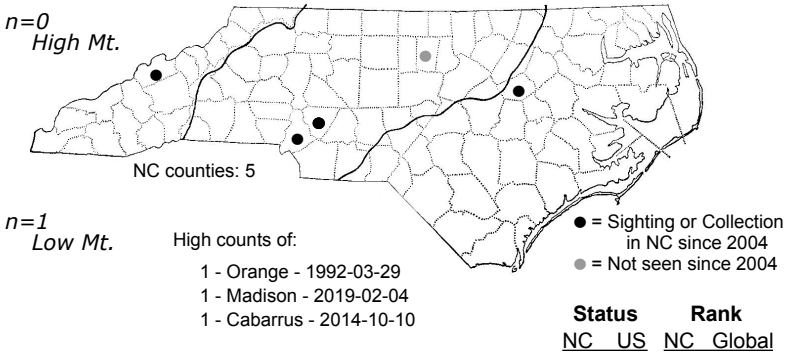 n=0
High Mt.
NC counties: 5
n=1
Low Mt.
High counts of:
1 - Orange - 1992-03-29
1 - Madison - 2019-02-04
1 - Cabarrus - 2014-10-10
= Sighting or Collection
in NC since 2004
= Not seen since 2004
Status Rank
NC US NC Global